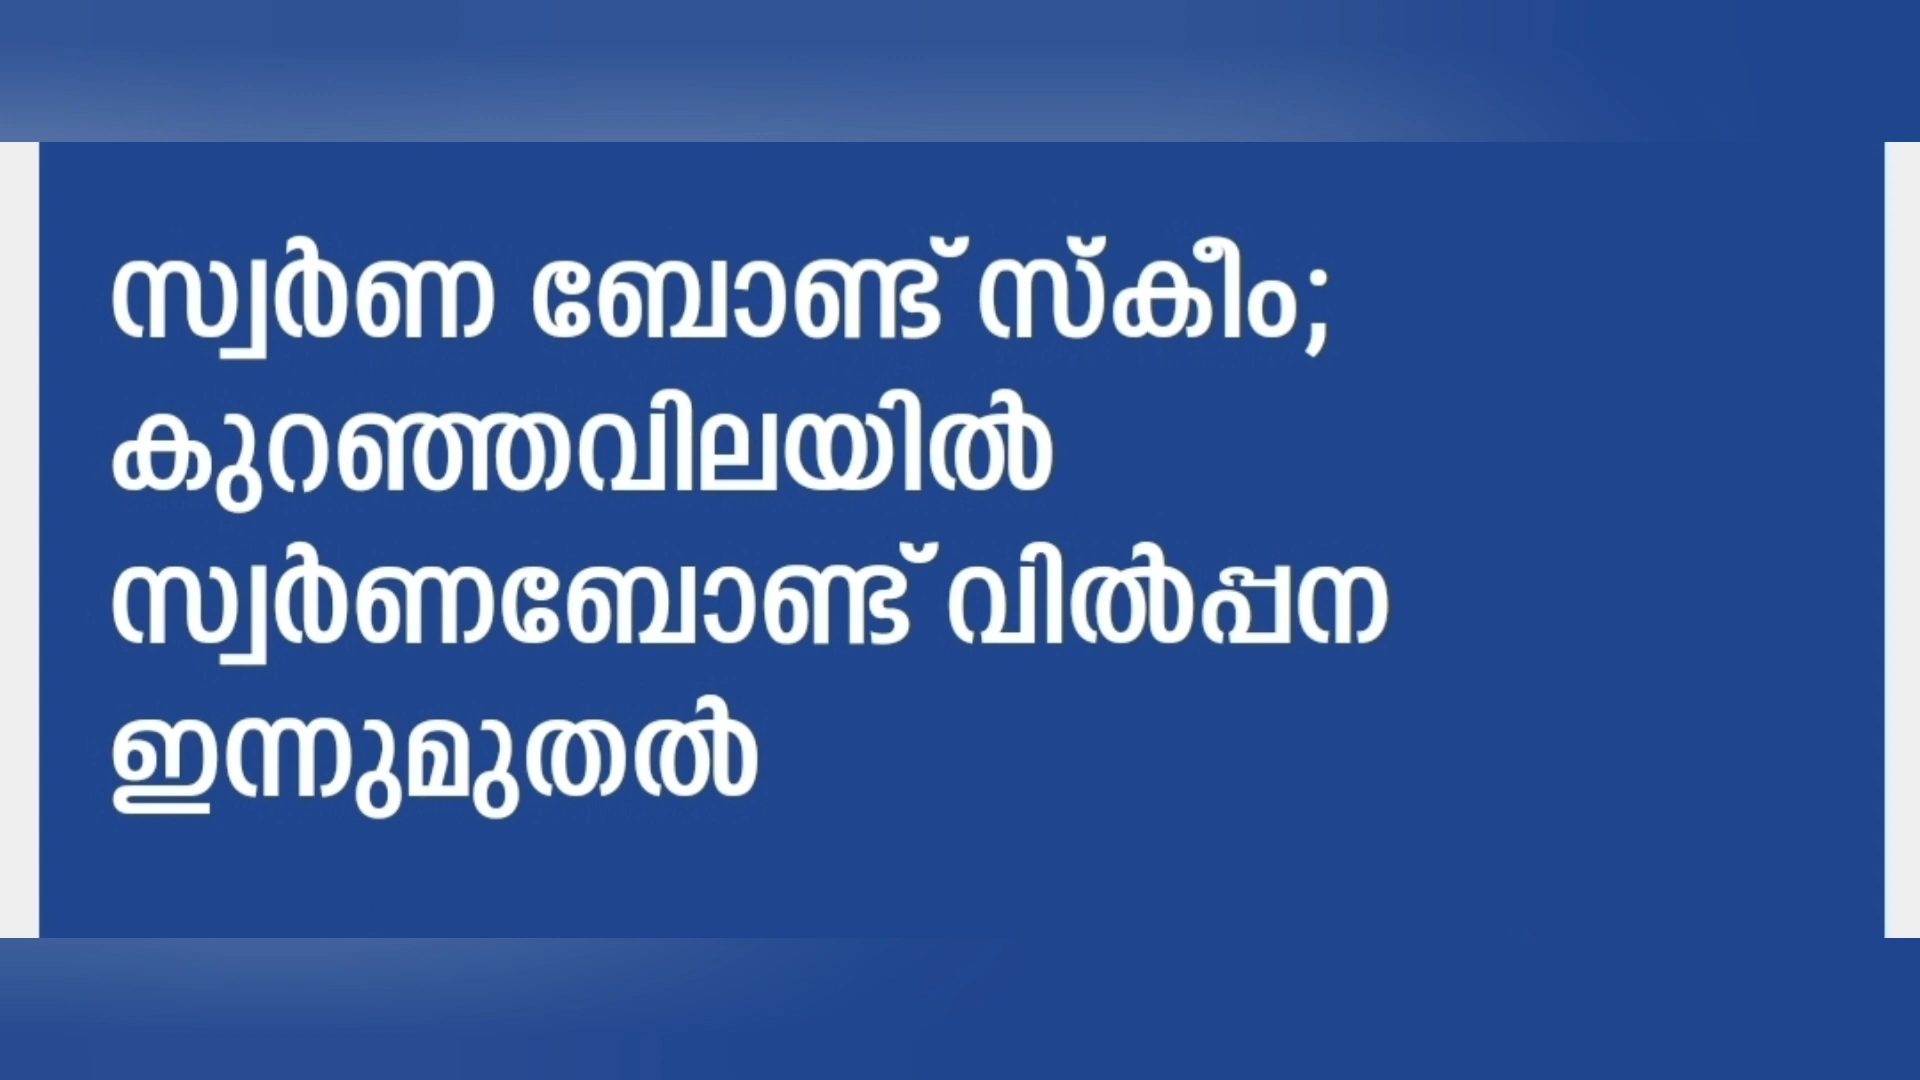 സ്വർണ ബോണ്ട് സ്കീം;
കുറഞ്ഞവിലയിൽ
സ്വർണബോണ്ട് വിൽപ്പന
ഇന്നുമുതൽ